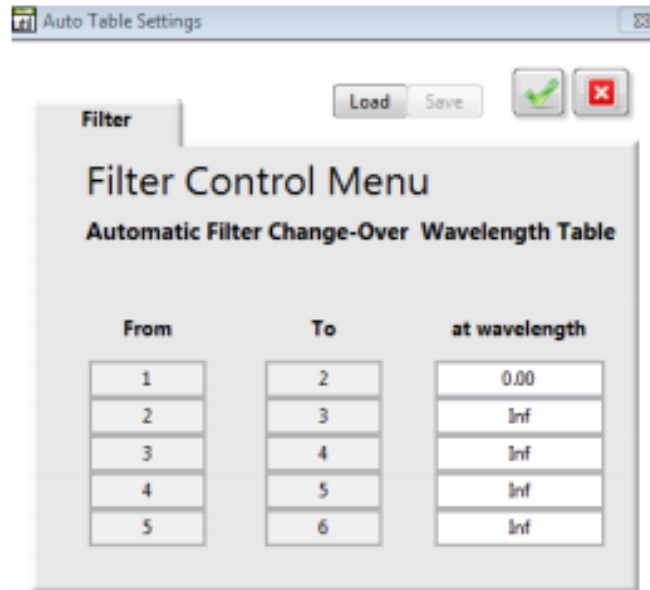 Auto Table Settings
Load Save
Filter
Filter Control Menu
Automatic Filter Change-Over Wavelength Table
From To at wavelength
1 2 0.00
2 3 Inf
3 4 Inf
4 5 Inf
5 6 Inf